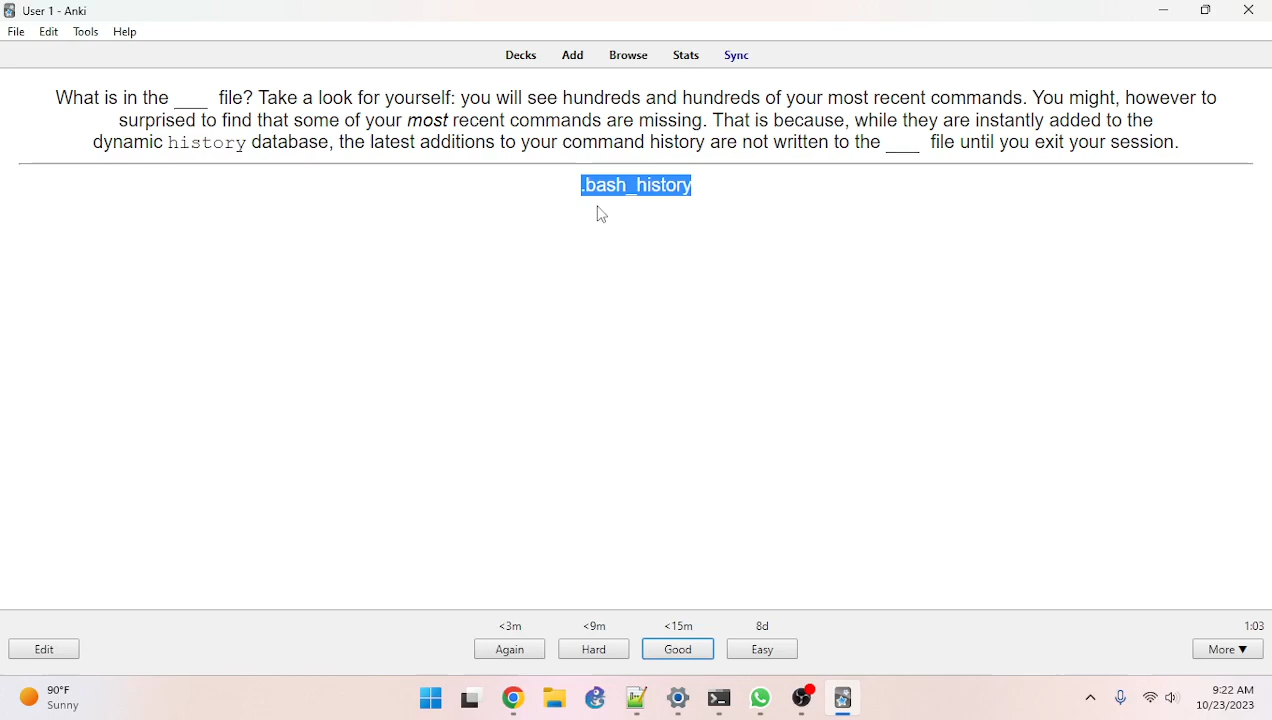 User 1 - Anki
File Edit Tools Help
Decks Add Browse Stats Sync
What is in the ___ file? Take a look for yourself: you will see hundreds and hundreds of your most recent commands. You might, however to
surprised to find that some of your most recent commands are missing. That is because, while they are instantly added to the
dynamic history database, the latest additions to your command history are not written to the ___ file until you exit your session.
.bash_history
<3m <9m <15m 8d 1:03
Edit Again Hard Good Easy More ▼
90°F
Sunny
9:22 AM
10/23/2023